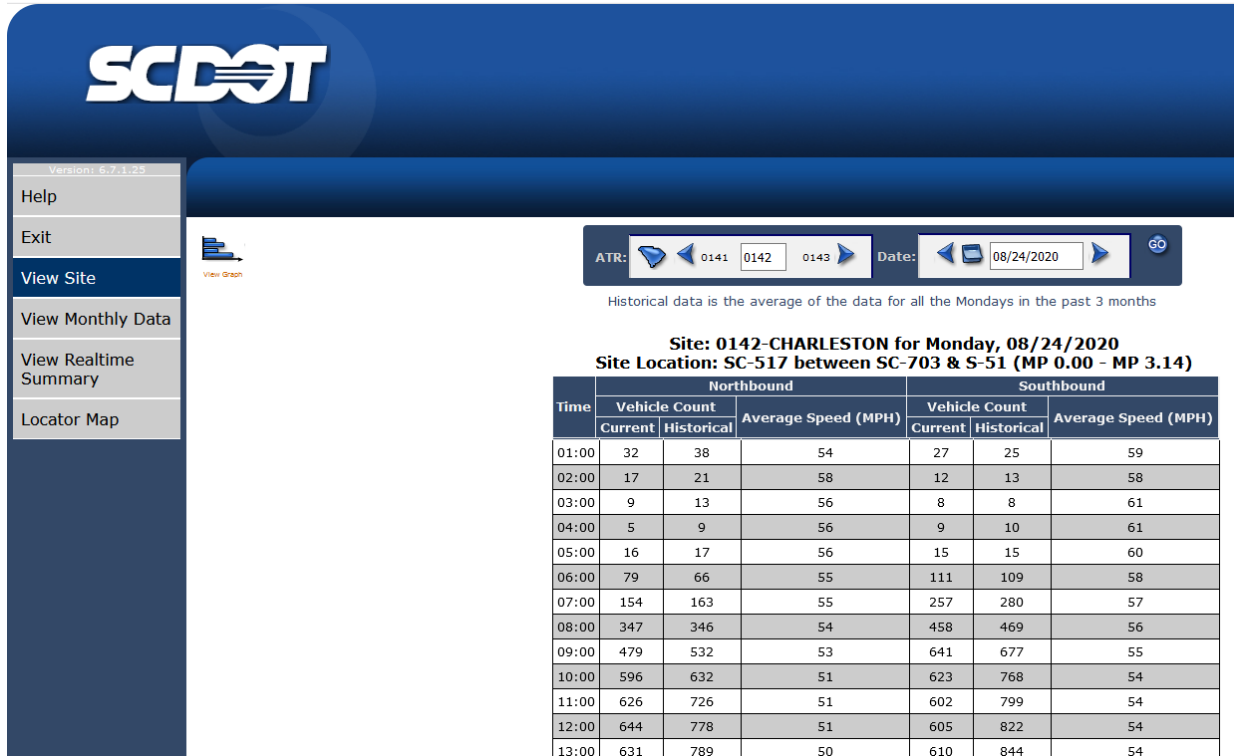 SCDOT
Version: 6.7.1.25
Help
Exit
View Site
View Monthly Data
View Realtime
Summary
Locator Map
View Graph
ATR: 0141 0142 0143 Date: 08/24/2020 GO
Historical data is the average of the data for all the Mondays in the past 3 months
Site: 0142-CHARLESTON for Monday, 08/24/2020
Site Location: SC-517 between SC-703 & S-51 (MP 0.00 - MP 3.14)
Northbound Southbound
Time Vehicle Count Average Speed (MPH) Vehicle Count Average Speed (MPH)
Current Historical Current Historical
01:00 32 38 54 27 25 59
02:00 17 21 58 12 13 58
03:00 9 13 56 8 8 61
04:00 5 9 56 9 10 61
05:00 16 17 56 15 15 60
06:00 79 66 55 111 109 58
07:00 154 163 55 257 280 57
08:00 347 346 54 458 469 56
09:00 479 532 53 641 677 55
10:00 596 632 51 623 768 54
11:00 626 726 51 602 799 54
12:00 644 778 51 605 822 54
13:00 631 789 50 610 844 54